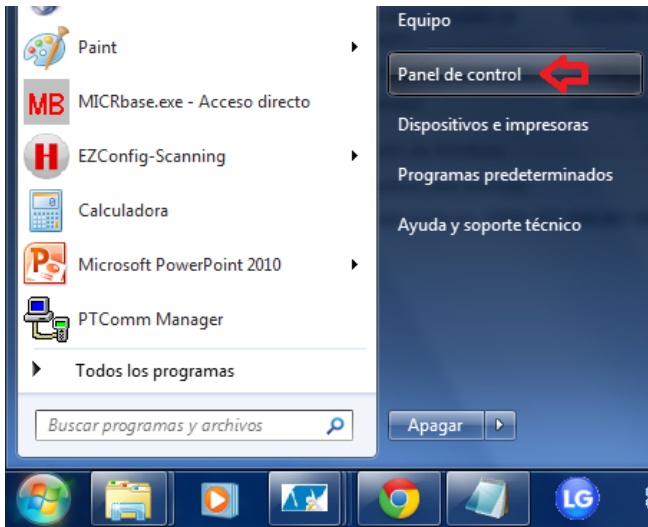 Paint
MB
MICRbase.exe - Acceso directo
H
EZConfig-Scanning
Calculadora
Microsoft PowerPoint 2010
PTComm Manager
Todos los programas
Buscar programas y archivos
Equipo
Panel de control
Dispositivos e impresoras
Programas predeterminados
Ayuda y soporte técnico
Apagar
LG